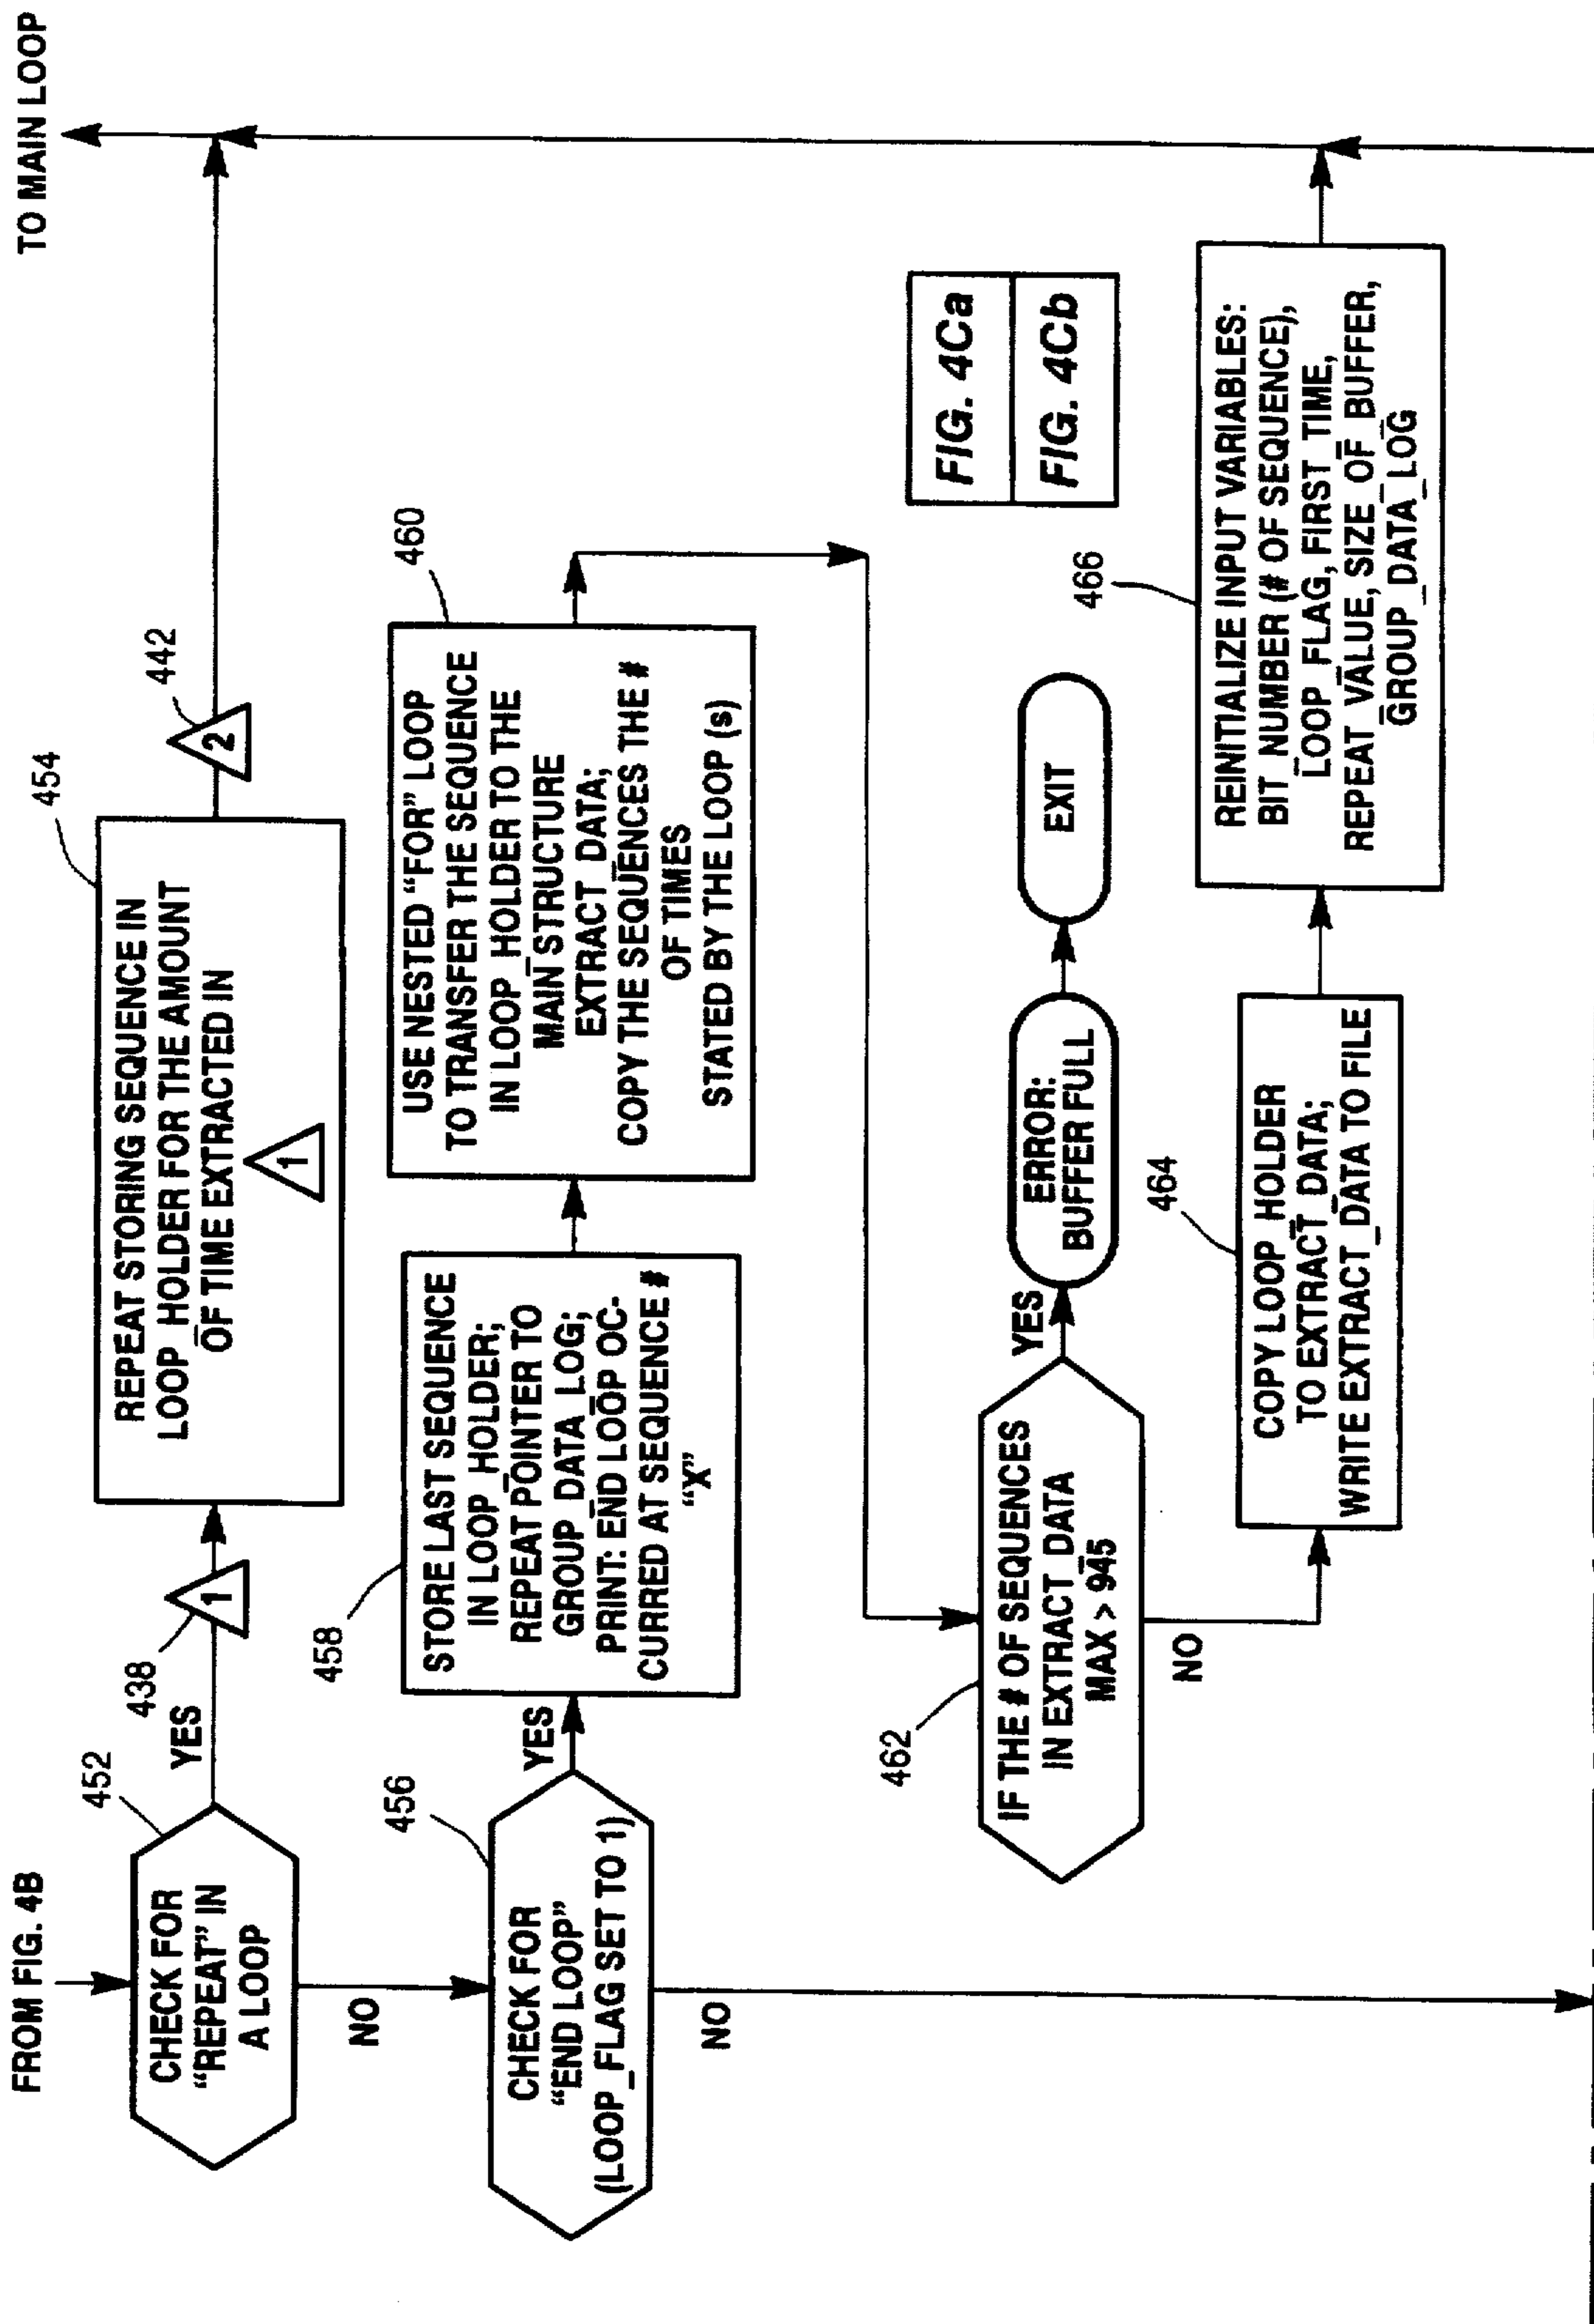 FROM FIG. 4B
TO MAIN LOOP
452
CHECK FOR
“REPEAT” IN
A LOOP
YES
NO
438
1
454
REPEAT STORING SEQUENCE IN
LOOP_HOLDER FOR THE AMOUNT
OF TIME EXTRACTED IN
1
442
2
456
CHECK FOR
“END LOOP”
(LOOP_FLAG SET TO 1)
YES
NO
458
STORE LAST SEQUENCE
IN LOOP_HOLDER;
REPEAT POINTER TO
GROUP_DATA_LOG;
PRINT: END LOOP OC-
CURRED AT SEQUENCE #
“X”
460
USE NESTED “FOR” LOOP
TO TRANSFER THE SEQUENCE
IN LOOP_HOLDER TO THE
MAIN STRUCTURE
EXTRACT_DATA;
COPY THE SEQUENCES THE #
OF TIMES
STATED BY THE LOOP (s)
462
IF THE # OF SEQUENCES
IN EXTRACT_DATA
MAX > 945
YES
NO
ERROR:
BUFFER FULL
EXIT
FIG. 4Ca
FIG. 4Cb
464
COPY LOOP_HOLDER
TO EXTRACT_DATA;
WRITE EXTRACT_DATA TO FILE
466
REINITIALIZE INPUT VARIABLES:
BIT_NUMBER (# OF SEQUENCE),
LOOP_FLAG, FIRST_TIME,
REPEAT_VALUE, SIZE_OF_BUFFER,
GROUP_DATA_LOG